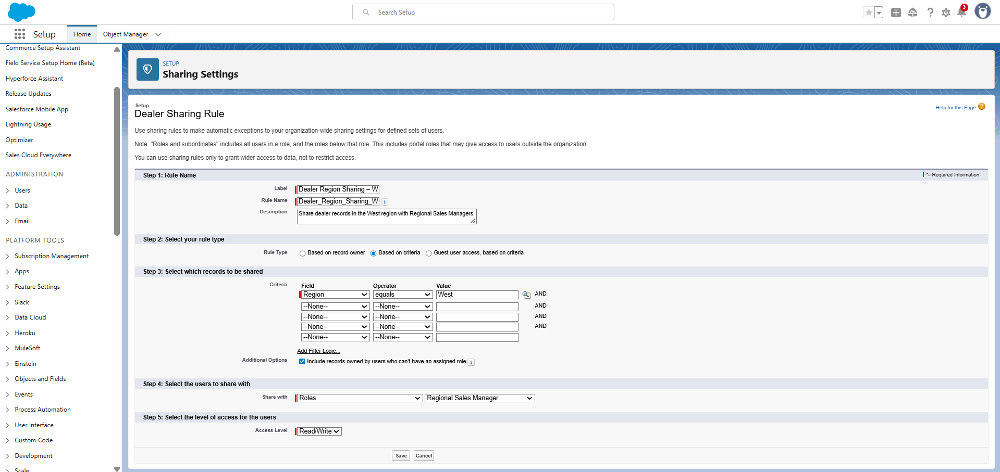 Search Setup
3
Setup
Home
Object Manager
Commerce Setup Assistant
Field Service Setup Home (Beta)
Hyperforce Assistant
Release Updates
Salesforce Mobile App
Lightning Usage
Optimizer
Sales Cloud Everywhere
ADMINISTRATION
Users
Data
Email
PLATFORM TOOLS
Subscription Management
Apps
Feature Settings
Slack
Data Cloud
Heroku
MuleSoft
Einstein
Objects and Fields
Events
Process Automation
User Interface
Custom Code
Development
Scale
SETUP
Sharing Settings
Setup
Dealer Sharing Rule
Help for this Page ?
Use sharing rules to make automatic exceptions to your organization-wide sharing settings for defined sets of users.
Note: "Roles and subordinates" includes all users in a role, and the roles below that role. This includes portal roles that may give access to users outside the organization.
You can use sharing rules only to grant wider access to data, not to restrict access.
Step 1: Rule Name
*= Required Information
Label
Dealer Region Sharing – W
Rule Name
Dealer_Region_Sharing_W
i
Description
Share dealer records in the West region with Regional Sales Managers
Step 2: Select your rule type
Rule Type
Based on record owner
Based on criteria
Guest user access, based on criteria
Step 3: Select which records to be shared
Criteria
Field Operator Value
Region equals West AND
--None-- --None-- AND
--None-- --None-- AND
--None-- --None-- AND
--None-- --None--
Add Filter Logic...
Additional Options
Include records owned by users who can't have an assigned role
i
Step 4: Select the users to share with
Share with
Roles
Regional Sales Manager
Step 5: Select the level of access for the users
Access Level
Read/Write
Save
Cancel